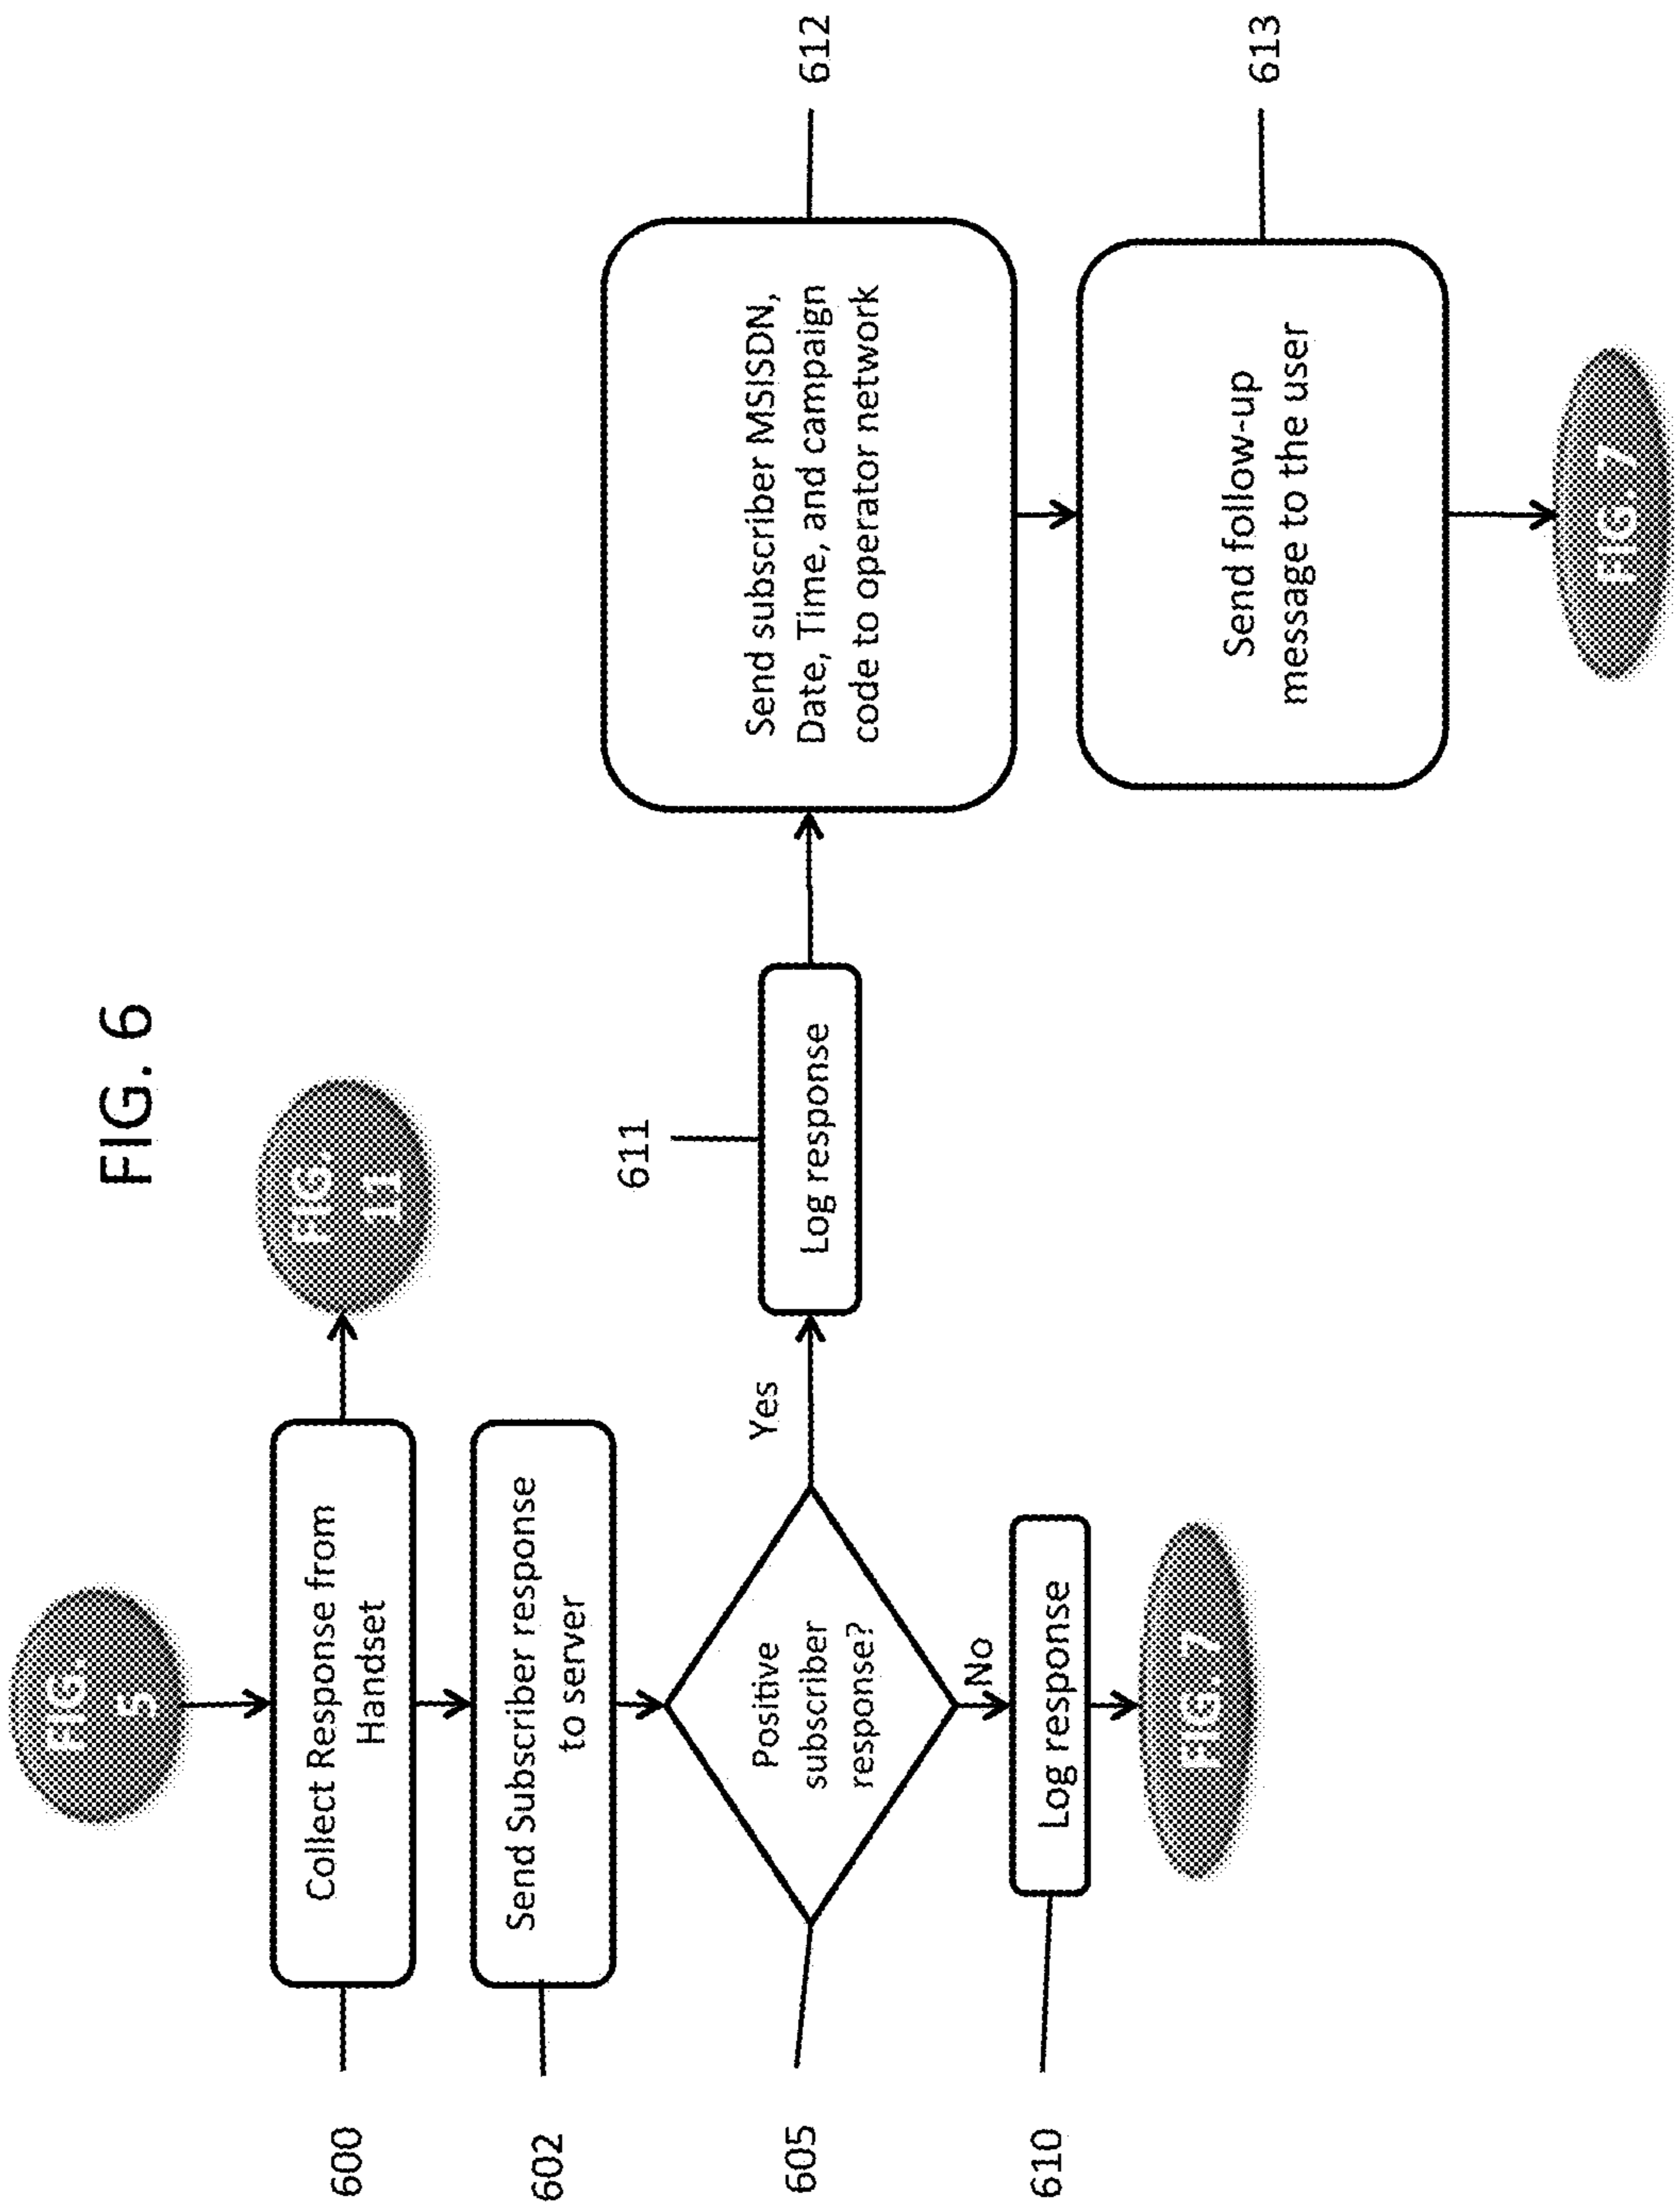 FIG. 6
FIG.
5
600
Collect Response from
Handset
FIG.
11
602
Send Subscriber response
to server
605
Positive
subscriber
response?
Yes
No
611
Log response
612
Send subscriber MSISDN,
Date, Time, and campaign
code to operator network
610
Log response
613
Send follow-up
message to the user
FIG. 7
FIG. 7